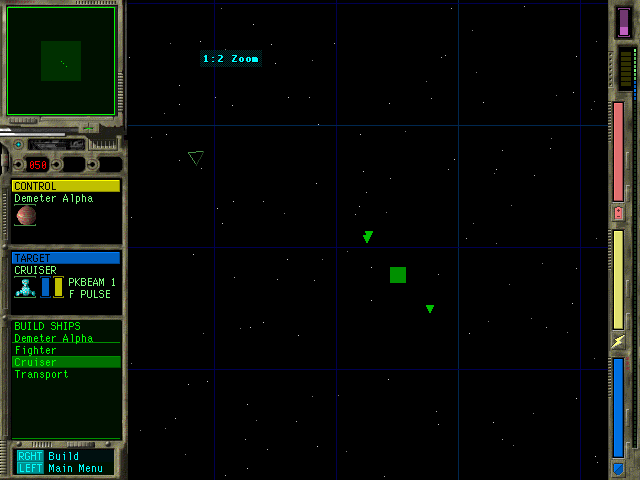 1:2 Zoom
050
CONTROL
Demeter Alpha
TARGET
CRUISER
PKBEAM 1
F PULSE
BUILD SHIPS
Demeter Alpha
Fighter
Cruiser
Transport
RGHT Build
LEFT Main Menu